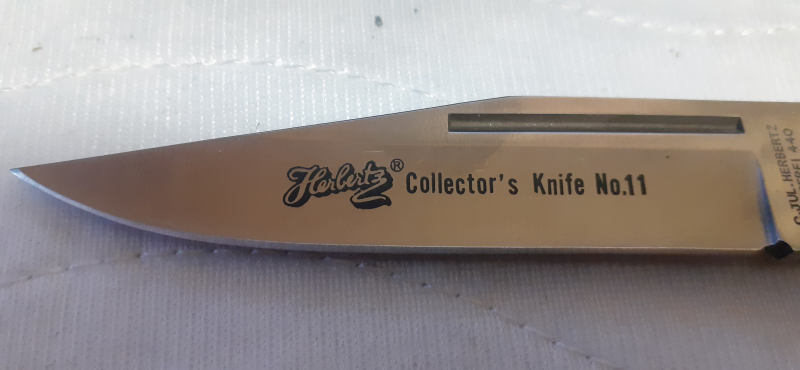 Herbertz® Collector's Knife No.11
C.JUL.HERBERTZ
440